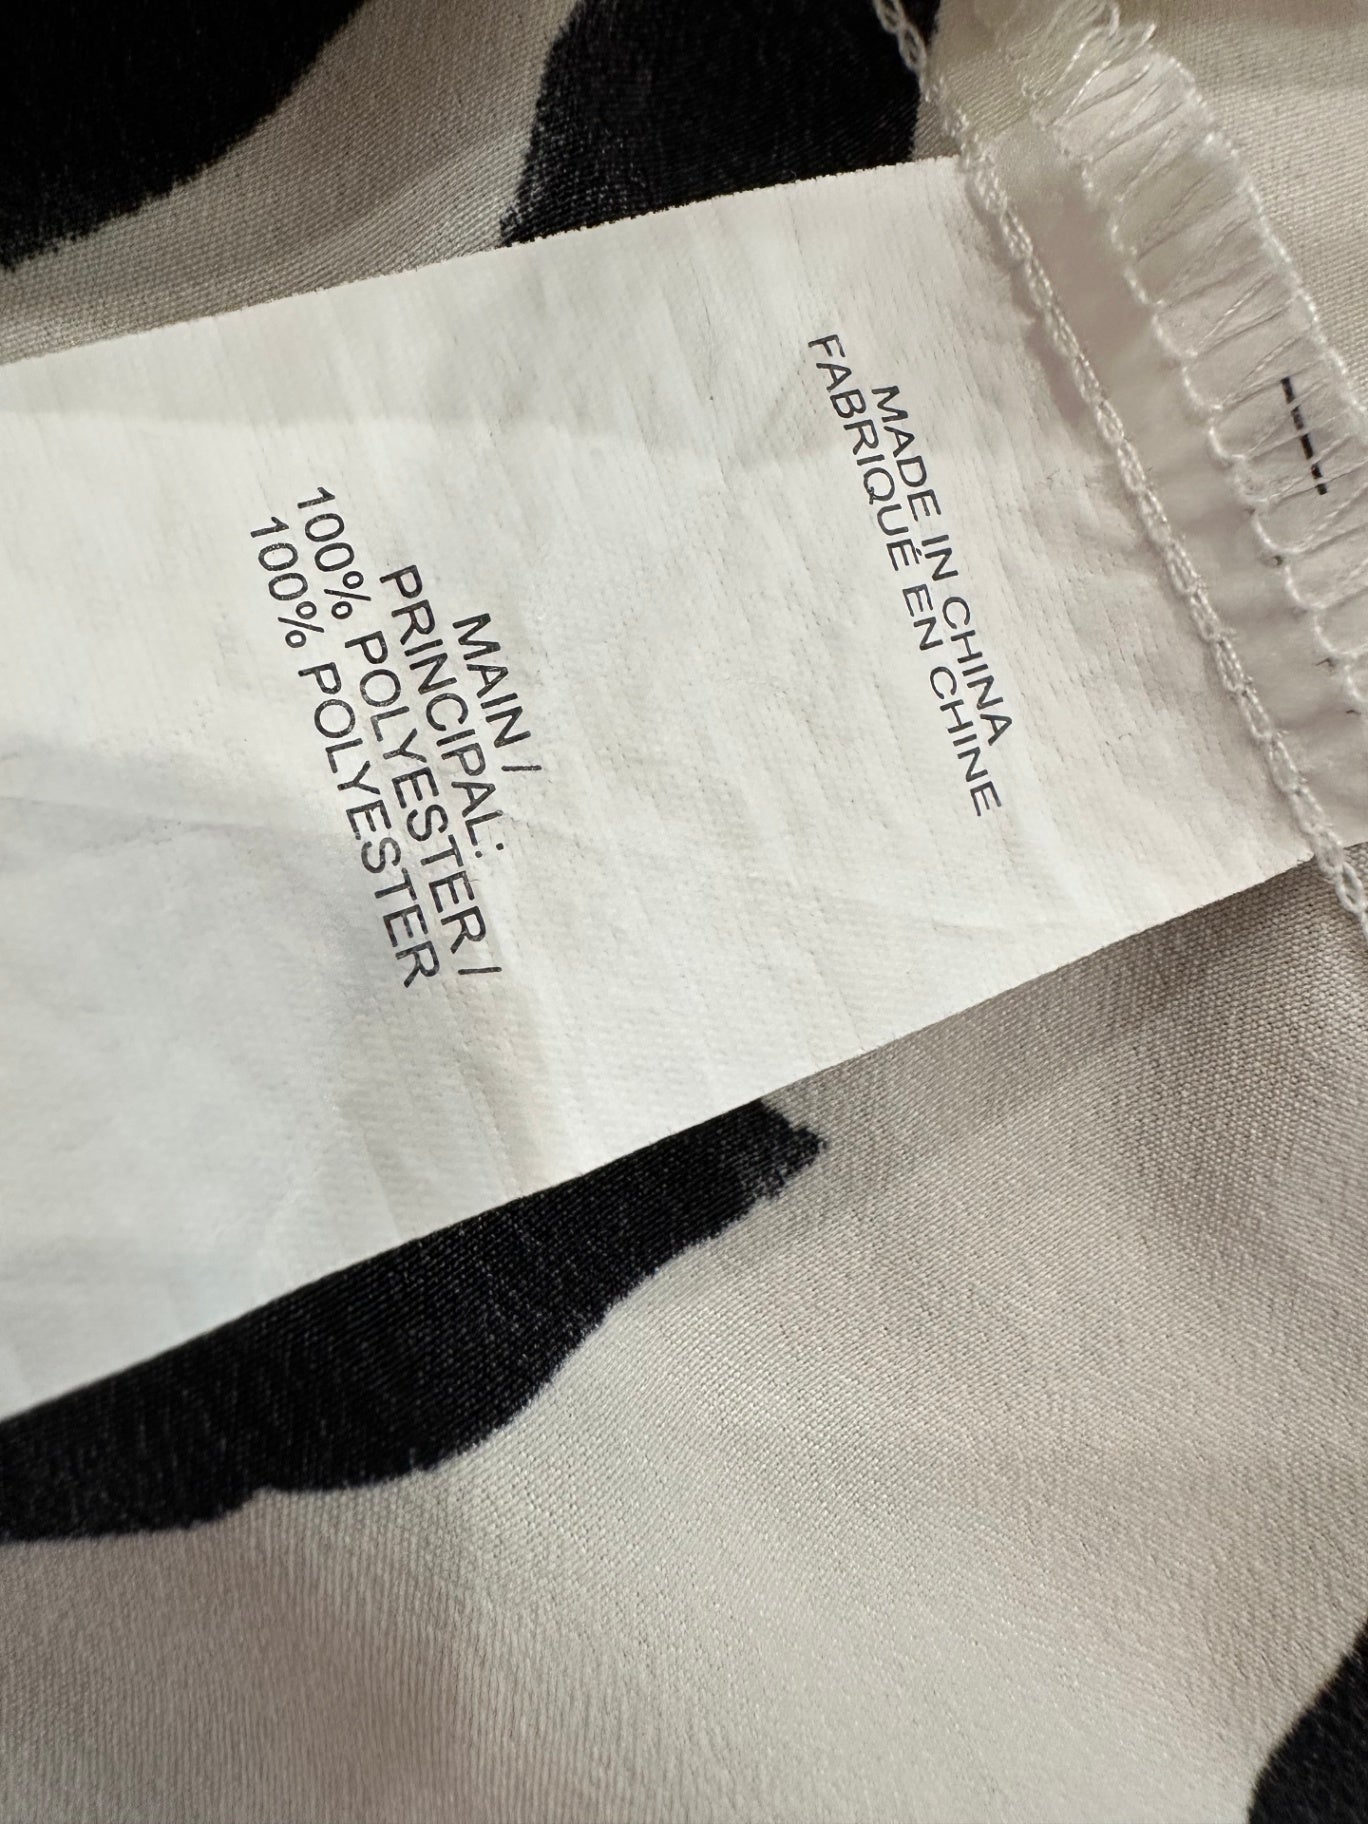 MADE IN CHINA
FABRIQUÉ EN CHINE
MAIN /
PRINCIPAL:
100% POLYESTER /
100% POLYESTER